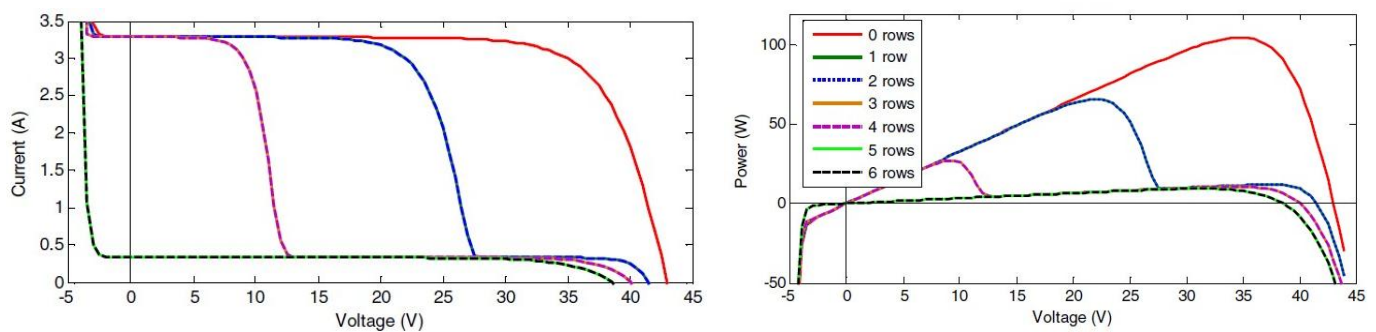 3.5
3
2.5
2
1.5
1
0.5
0
Current (A)
-5 0 5 10 15 20 25 30 35 40 45
Voltage (V)
100
50
0
-50
Power (W)
0 rows
1 row
2 rows
3 rows
4 rows
5 rows
6 rows
-5 0 5 10 15 20 25 30 35 40 45
Voltage (V)